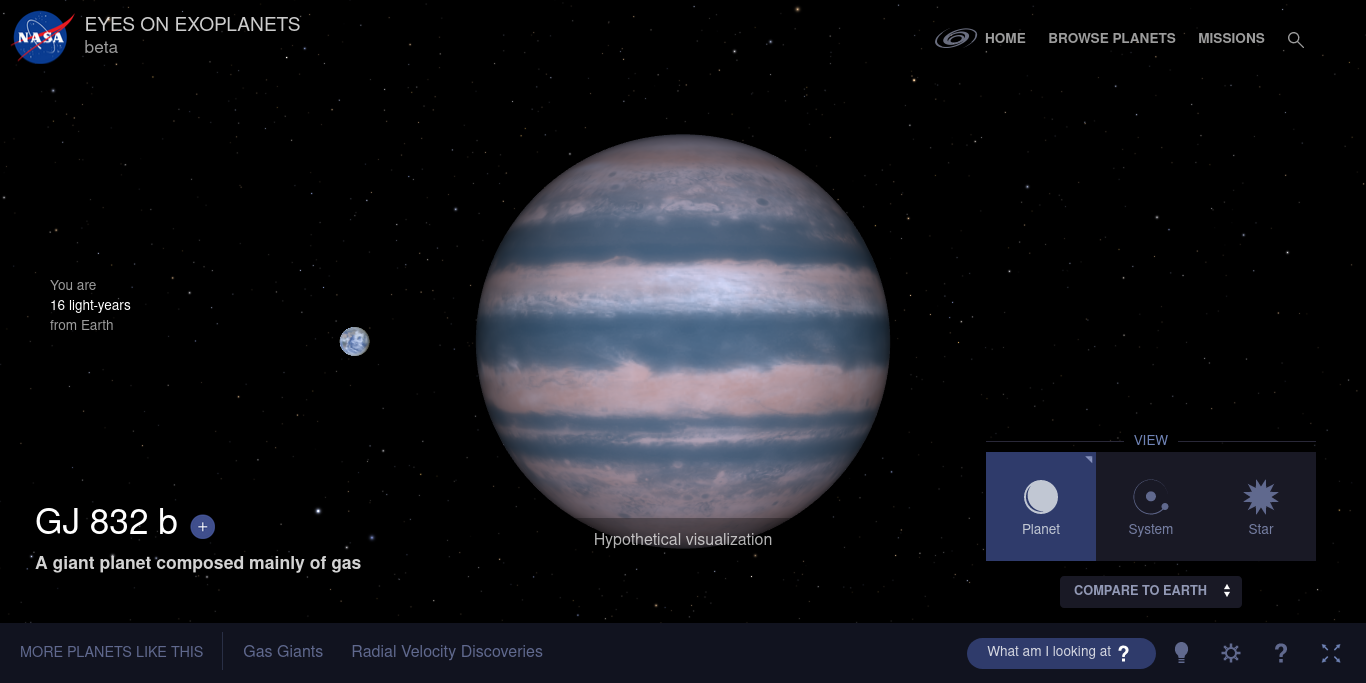 NASA
EYES ON EXOPLANETS
beta
HOME
BROWSE PLANETS
MISSIONS
You are
16 light-years
from Earth
GJ 832 b +
A giant planet composed mainly of gas
Hypothetical visualization
VIEW
Planet
System
Star
COMPARE TO EARTH
MORE PLANETS LIKE THIS
Gas Giants
Radial Velocity Discoveries
What am I looking at ?
?